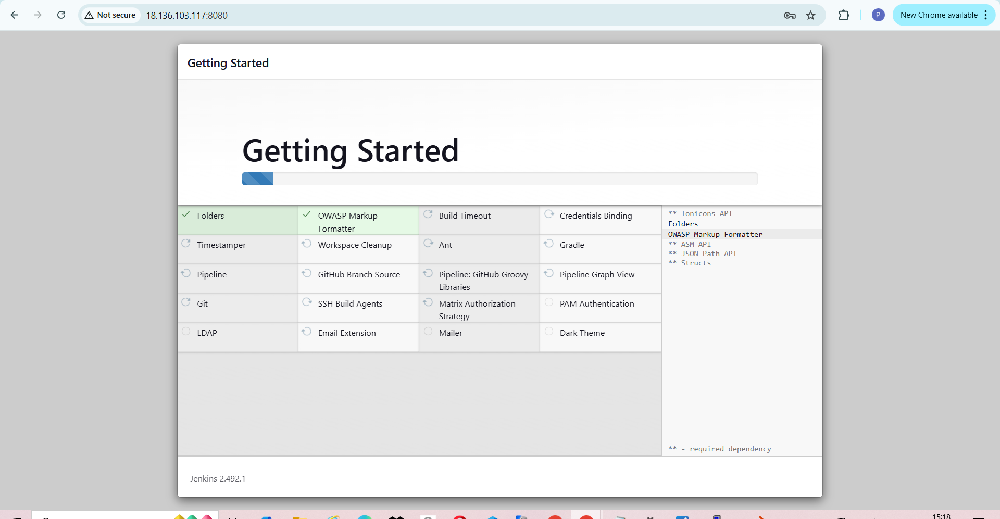 Not secure
18.136.103.117:8080
P
New Chrome available
Getting Started
Getting Started
Folders
OWASP Markup
Formatter
Build Timeout
Credentials Binding
Timestamper
Workspace Cleanup
Ant
Gradle
Pipeline
GitHub Branch Source
Pipeline: GitHub Groovy
Libraries
Pipeline Graph View
Git
SSH Build Agents
Matrix Authorization
Strategy
PAM Authentication
LDAP
Email Extension
Mailer
Dark Theme
** Ionicons API
Folders
OWASP Markup Formatter
** ASM API
** JSON Path API
** Structs
** - required dependency
Jenkins 2.492.1
15:18